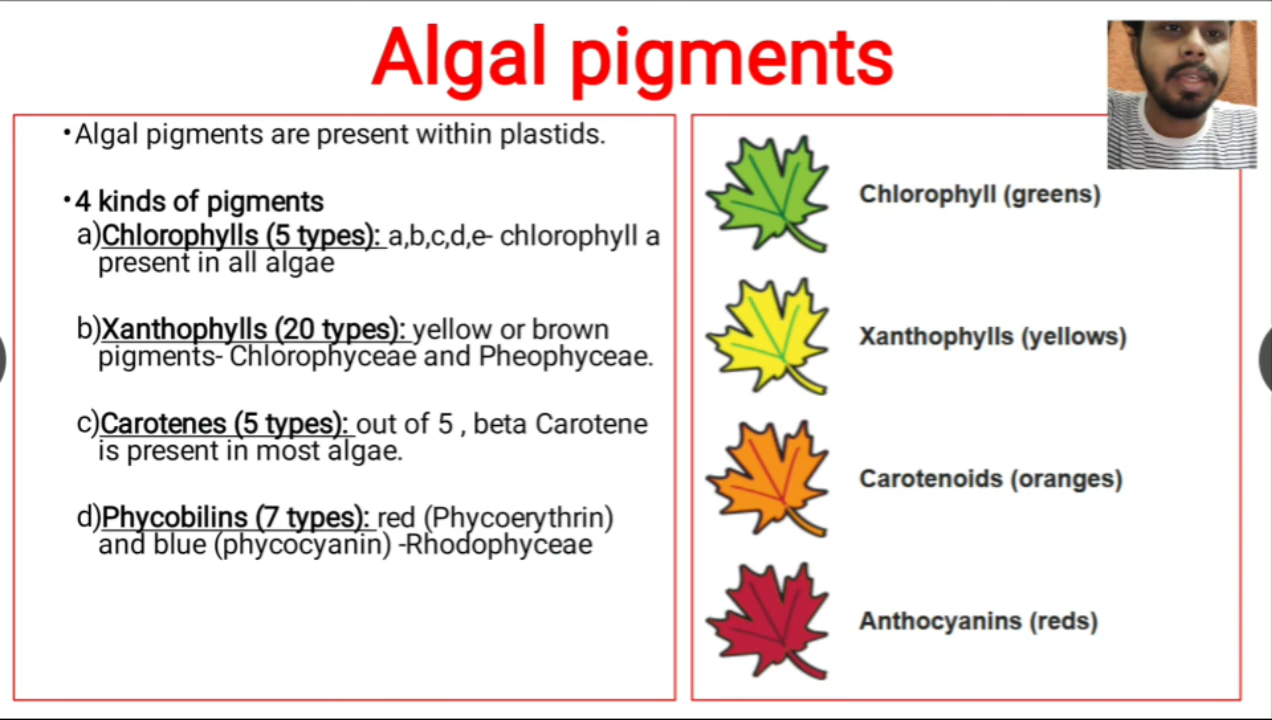 Algal pigments
•Algal pigments are present within plastids.
•4 kinds of pigments
a)Chlorophylls (5 types): a,b,c,d,e- chlorophyll a
present in all algae
b)Xanthophylls (20 types): yellow or brown
pigments- Chlorophyceae and Pheophyceae.
c)Carotenes (5 types): out of 5 , beta Carotene
is present in most algae.
d)Phycobilins (7 types): red (Phycoerythrin)
and blue (phycocyanin) -Rhodophyceae
Chlorophyll (greens)
Xanthophylls (yellows)
Carotenoids (oranges)
Anthocyanins (reds)